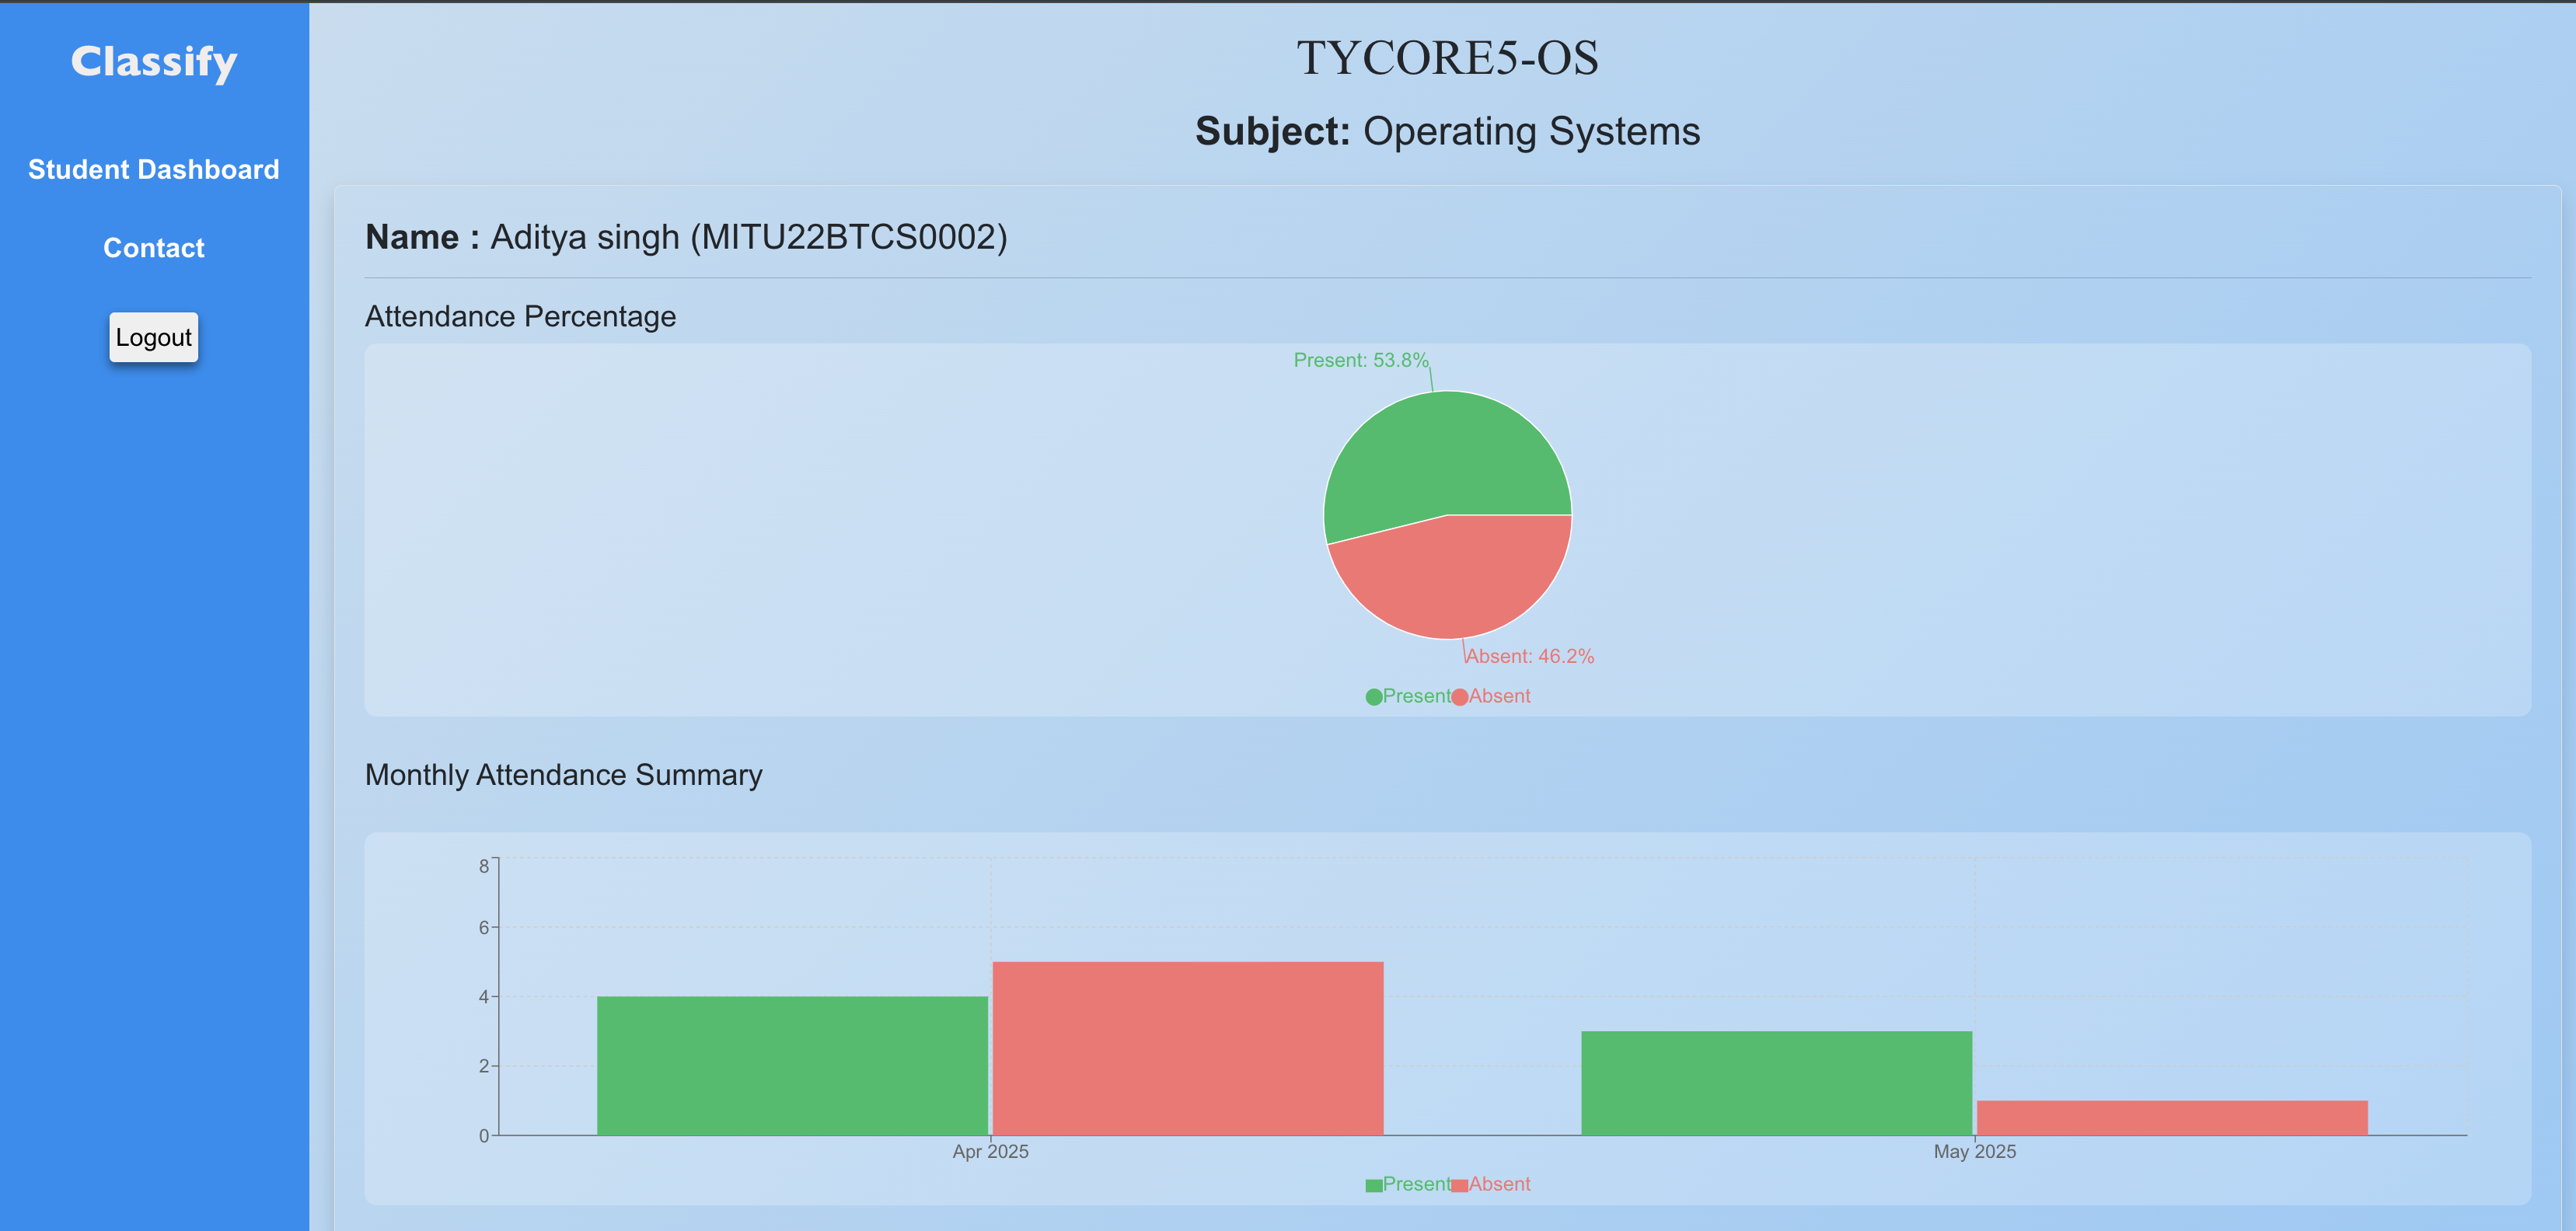 Classify
Student Dashboard
Contact
Logout
TYCORE5-OS
Subject: Operating Systems
Name : Aditya singh (MITU22BTCS0002)
Attendance Percentage
Present: 53.8%
Absent: 46.2%
Present Absent
Monthly Attendance Summary
8
6
4
2
0
Apr 2025 May 2025
Present Absent